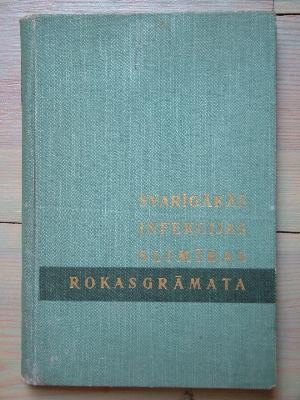 SVARĪGĀKĀS
INFEKCIJAS
SLIMĪBAS
ROKASGRĀMATA